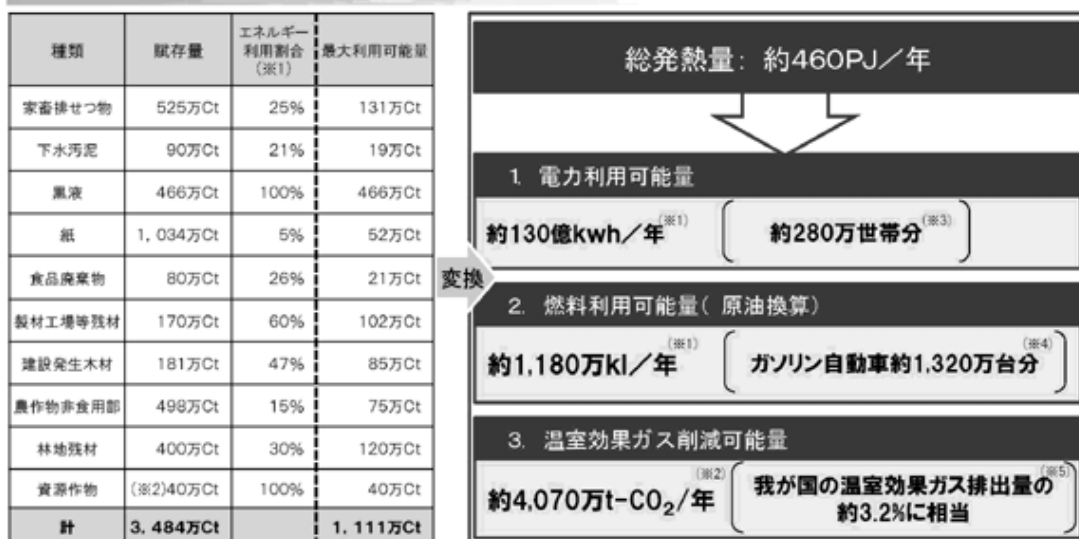 種類 賦存量 エネルギー利用割合(※1) 最大利用可能量
家畜排せつ物 525万Ct 25% 131万Ct
下水汚泥 90万Ct 21% 19万Ct
黒液 466万Ct 100% 466万Ct
紙 1,034万Ct 5% 52万Ct
食品廃棄物 80万Ct 26% 21万Ct
製材工場等残材 170万Ct 60% 102万Ct
建設発生木材 181万Ct 47% 85万Ct
農作物非食用部 498万Ct 15% 75万Ct
林地残材 400万Ct 30% 120万Ct
資源作物 (※2)40万Ct 100% 40万Ct
計 3,484万Ct 1,111万Ct
変換
総発熱量: 約460PJ/年
1. 電力利用可能量
約130億kwh/年(※1) 約280万世帯分(※3)
2. 燃料利用可能量( 原油換算)
約1,180万kl/年(※1) ガソリン自動車約1,320万台分(※4)
3. 温室効果ガス削減可能量
約4,070万t-CO₂/年(※2) 我が国の温室効果ガス排出量の(※5)
約3.2%に相当